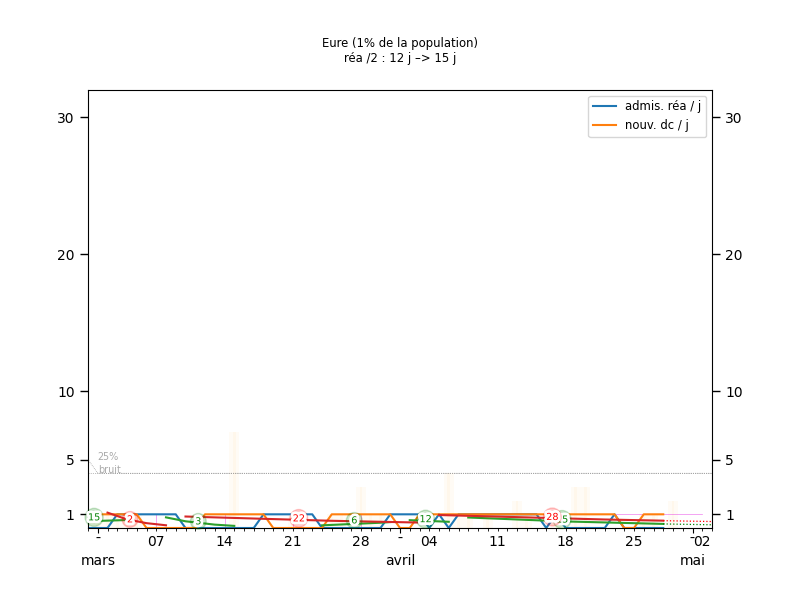 Eure (1% de la population)
réa /2 : 12 j –> 15 j
admis. réa / j
nouv. dc / j
30 30
20 20
10 10
5 5
25%
bruit
1 1
15 2 3 22 6 12 28
- 07 14 21 28 - 04 11 18 25 -02
mars avril mai